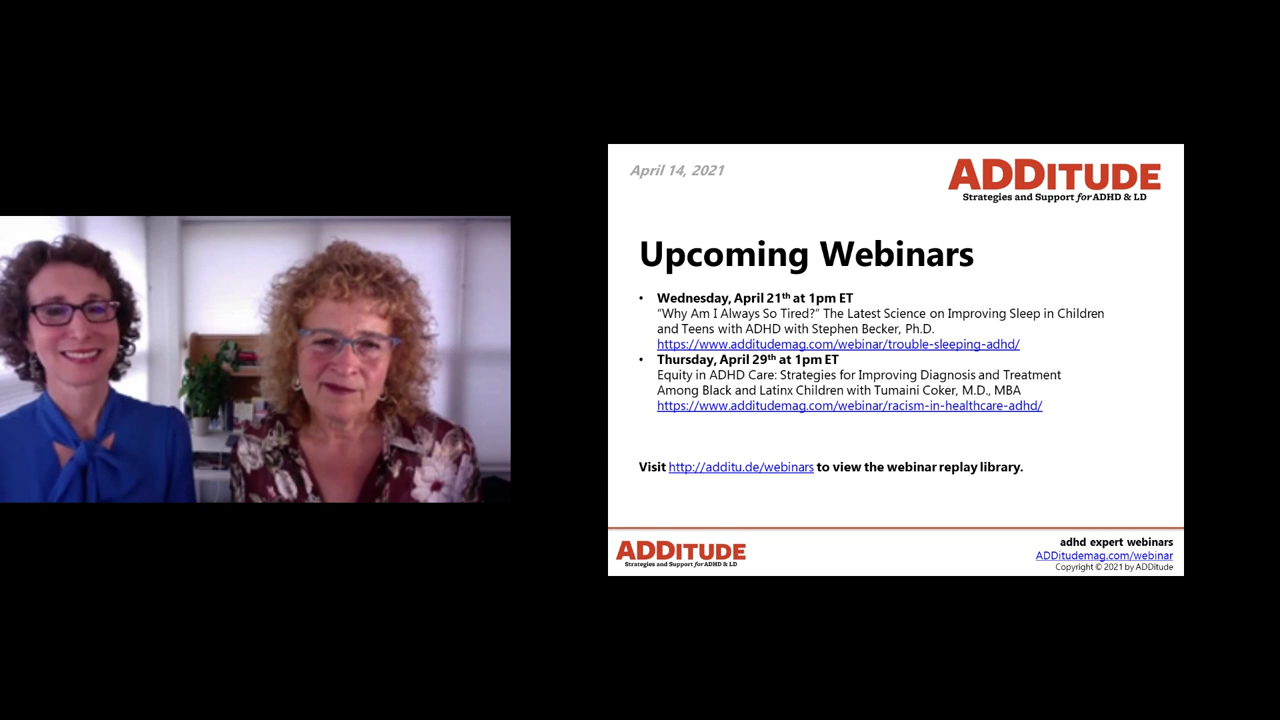 April 14, 2021
ADDITUDE
Strategies and Support for ADHD & LD
Upcoming Webinars
• Wednesday, April 21th at 1pm ET
“Why Am I Always So Tired?” The Latest Science on Improving Sleep in Children
and Teens with ADHD with Stephen Becker, Ph.D.
https://www.additudemag.com/webinar/trouble-sleeping-adhd/
• Thursday, April 29th at 1pm ET
Equity in ADHD Care: Strategies for Improving Diagnosis and Treatment
Among Black and Latinx Children with Tumaini Coker, M.D., MBA
https://www.additudemag.com/webinar/racism-in-healthcare-adhd/
Visit http://additu.de/webinars to view the webinar replay library.
ADDITUDE
Strategies and Support for ADHD & LD
adhd expert webinars
ADDitudemag.com/webinar
Copyright © 2021 by ADDitude